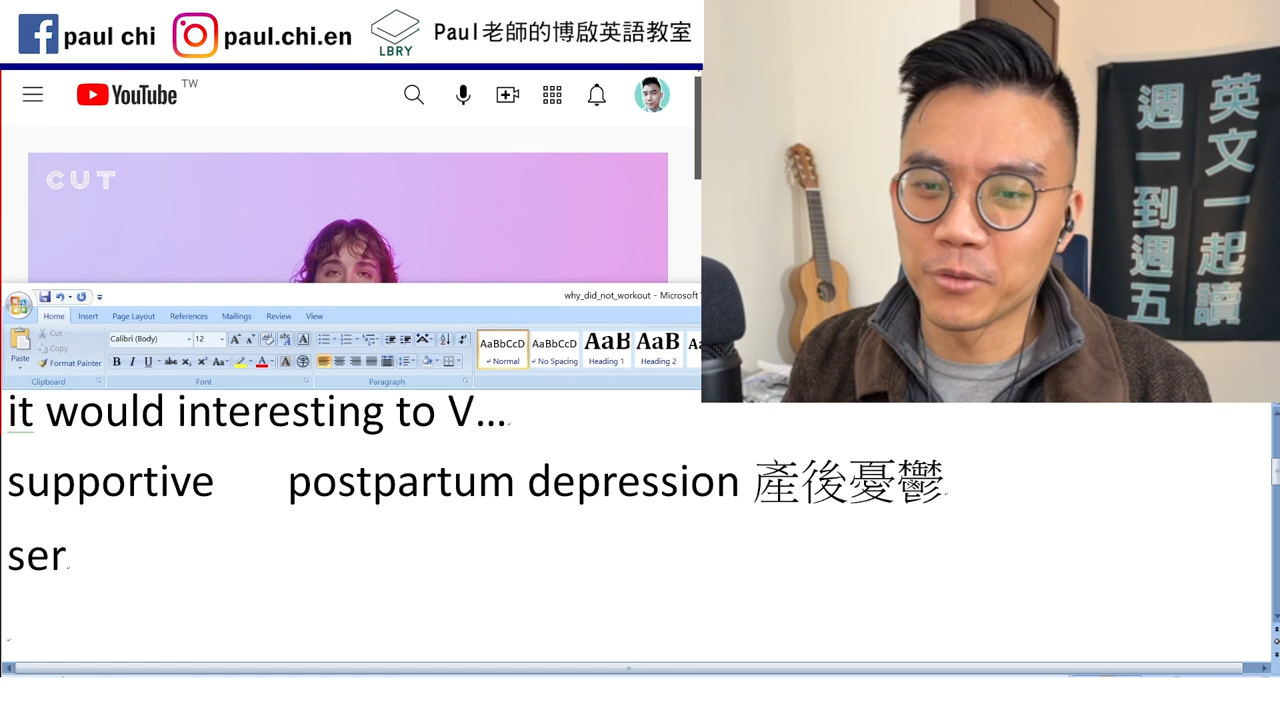 paul chi
paul.chi.en
LBRY
Paul老師的博啟英語教室
YouTube TW
CUT
英文一起讀
週一到週五
why_did_not_workout - Microsoft
Home Insert Page Layout References Mailings Review View
Paste
Cut
Copy
Format Painter
Calibri (Body) 12
AaBbCcD AaBbCcD AaB AaB
Normal No Spacing Heading 1 Heading 2
Clipboard Font Paragraph
it would interesting to V...
supportive postpartum depression 產後憂鬱
ser